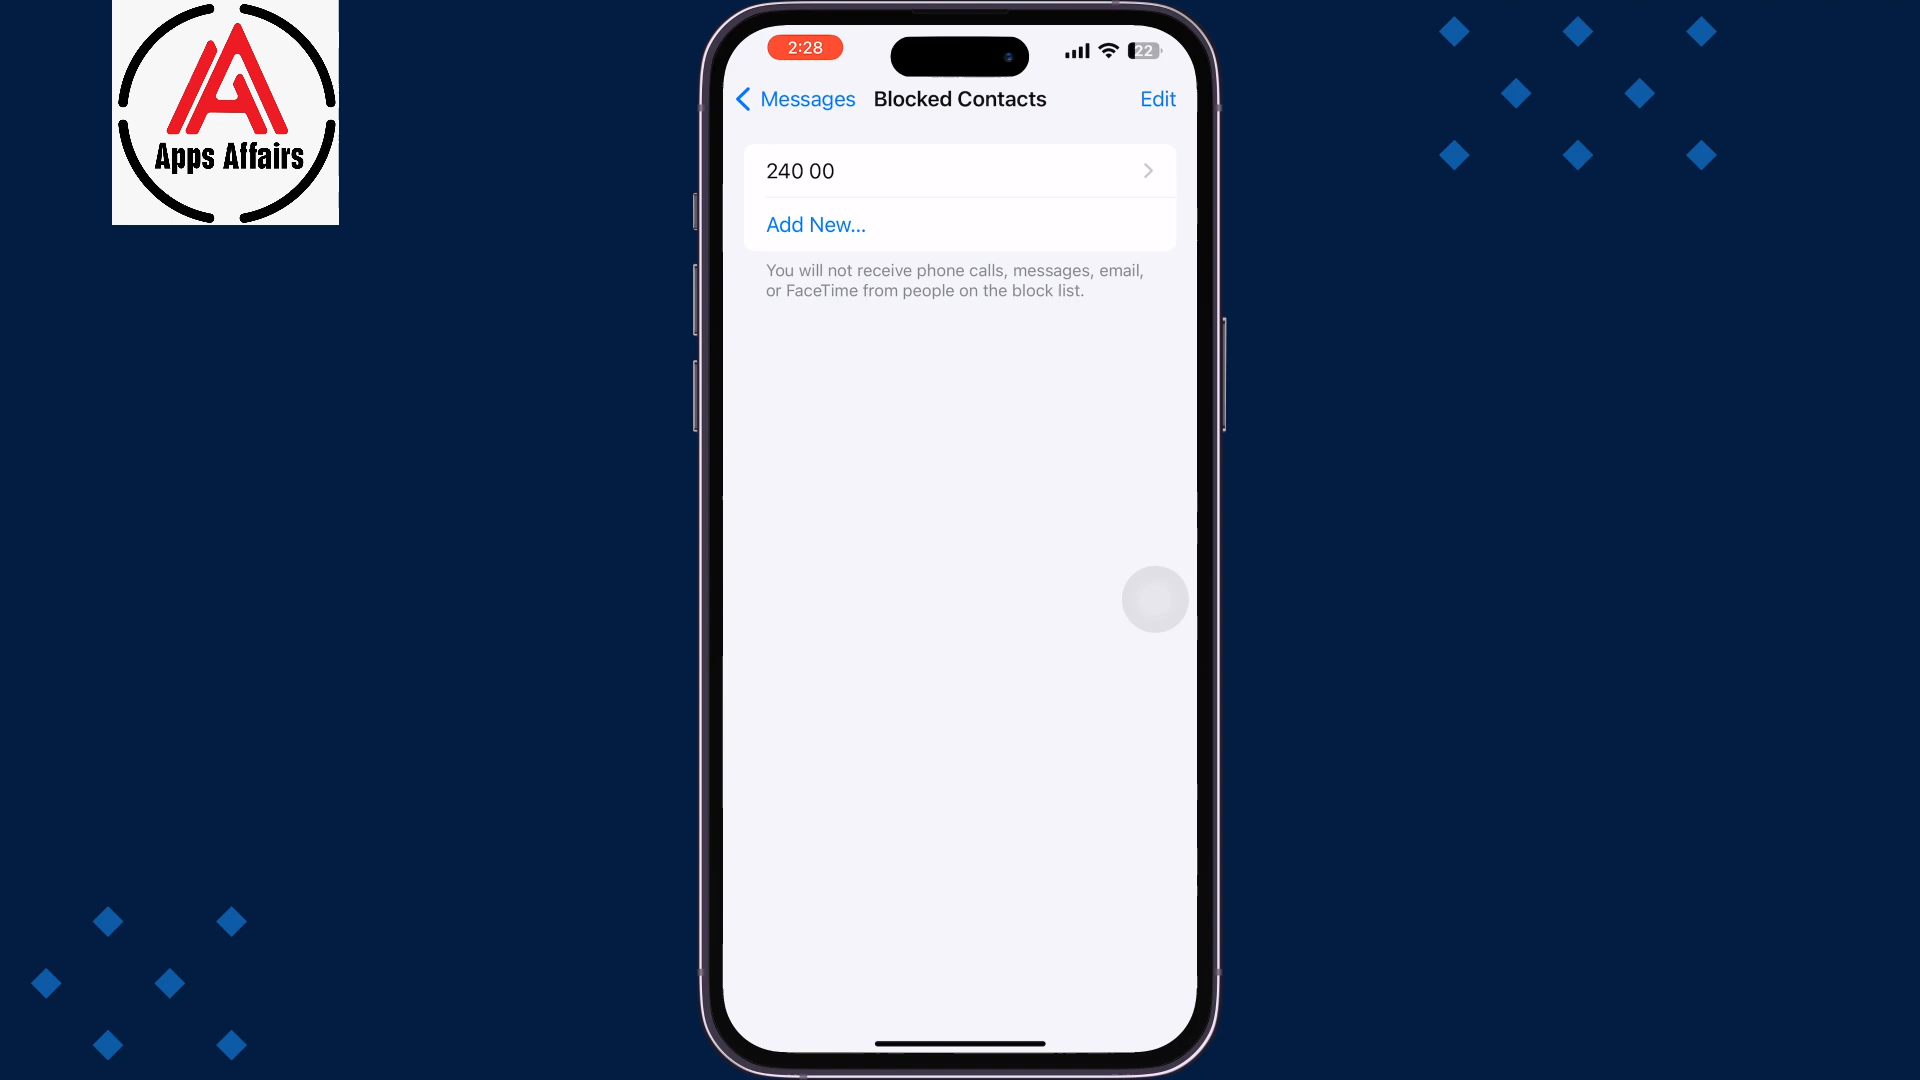 Apps Affairs
2:28
22
Messages
Blocked Contacts
Edit
240 00
Add New...
You will not receive phone calls, messages, email,
or FaceTime from people on the block list.